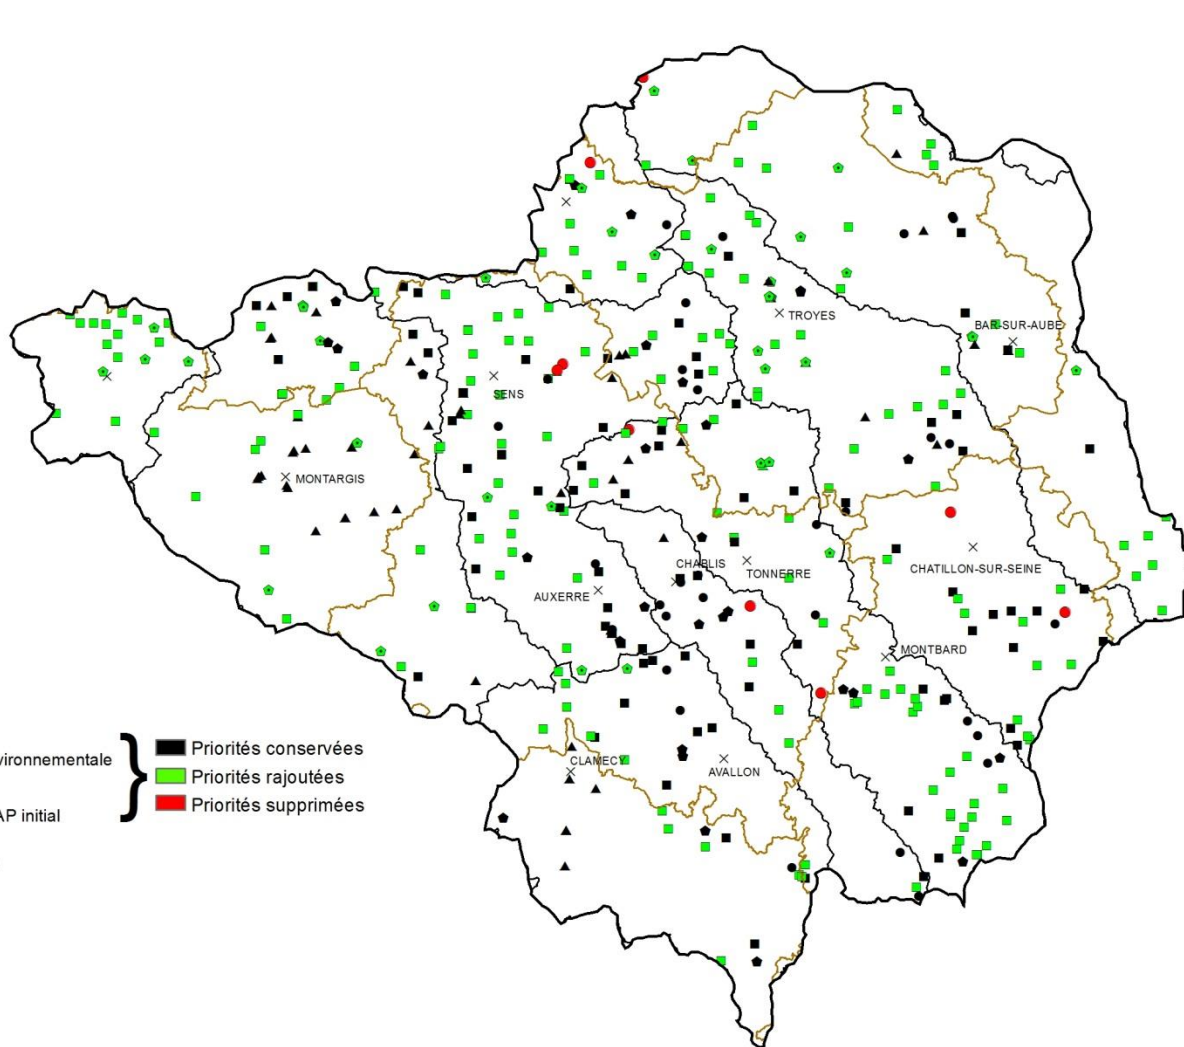 TROYES
BAR-SUR-AUBE
SENS
MONTARGIS
CHABLIS
TONNERRE
CHATILLON-SUR-SEINE
AUXERRE
MONTBARD
vironnementale
Priorités conservées
Priorités rajoutées
CLAMECY
AVALLON
Priorités supprimées
AP initial